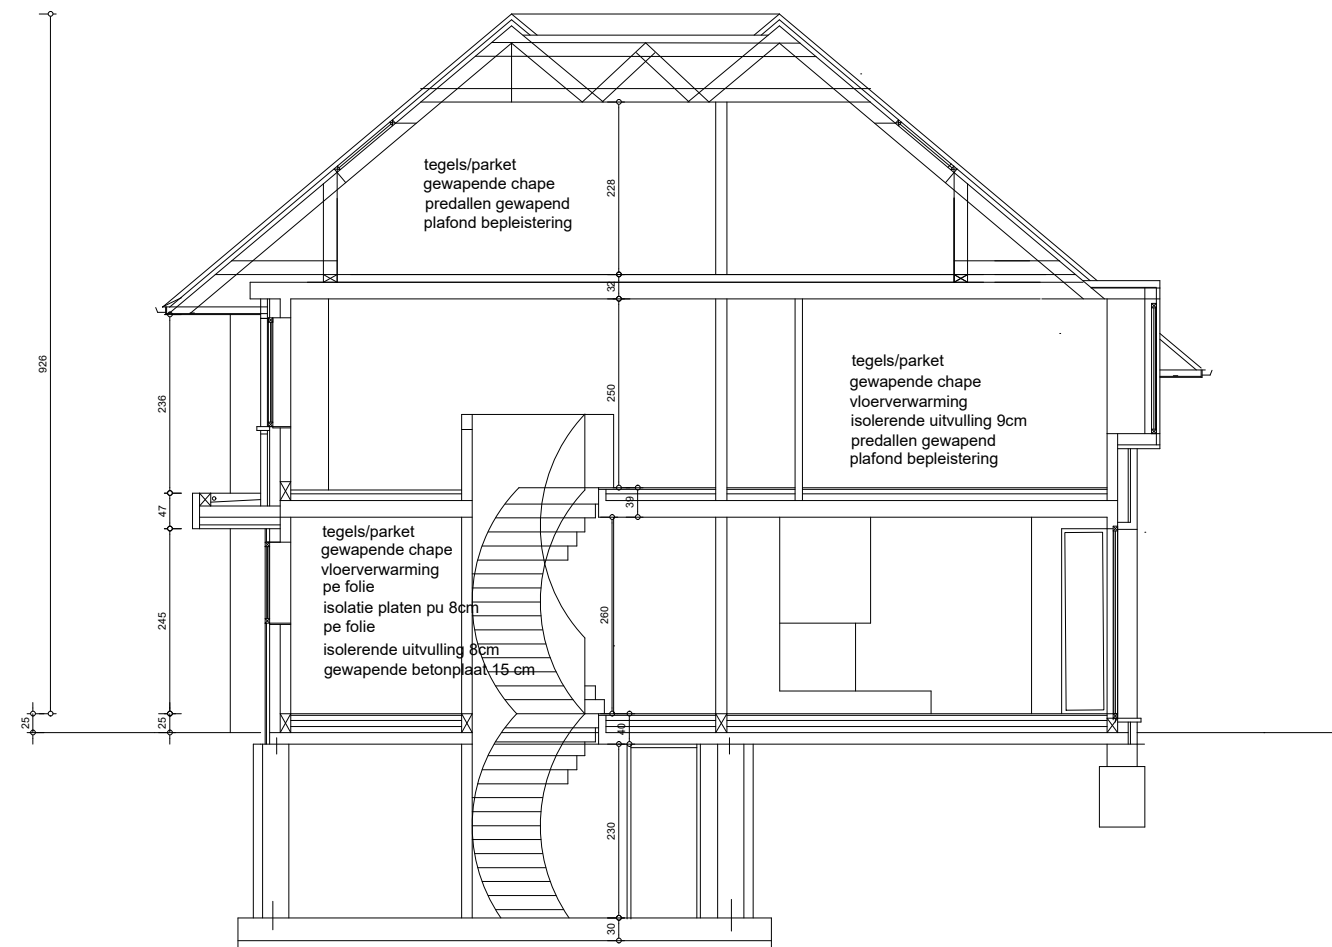 tegels/parket
gewapende chape
predallen gewapend
plafond bepleistering
228
32
926
236
250
tegels/parket
gewapende chape
vloerverwarming
isolerende uitvulling 9cm
predallen gewapend
plafond bepleistering
47
39
tegels/parket
gewapende chape
vloerverwarming
pe folie
isolatie platen pu 8cm
pe folie
isolerende uitvulling 8cm
gewapende betonplaat 15 cm
245
260
25
25
40
230
30